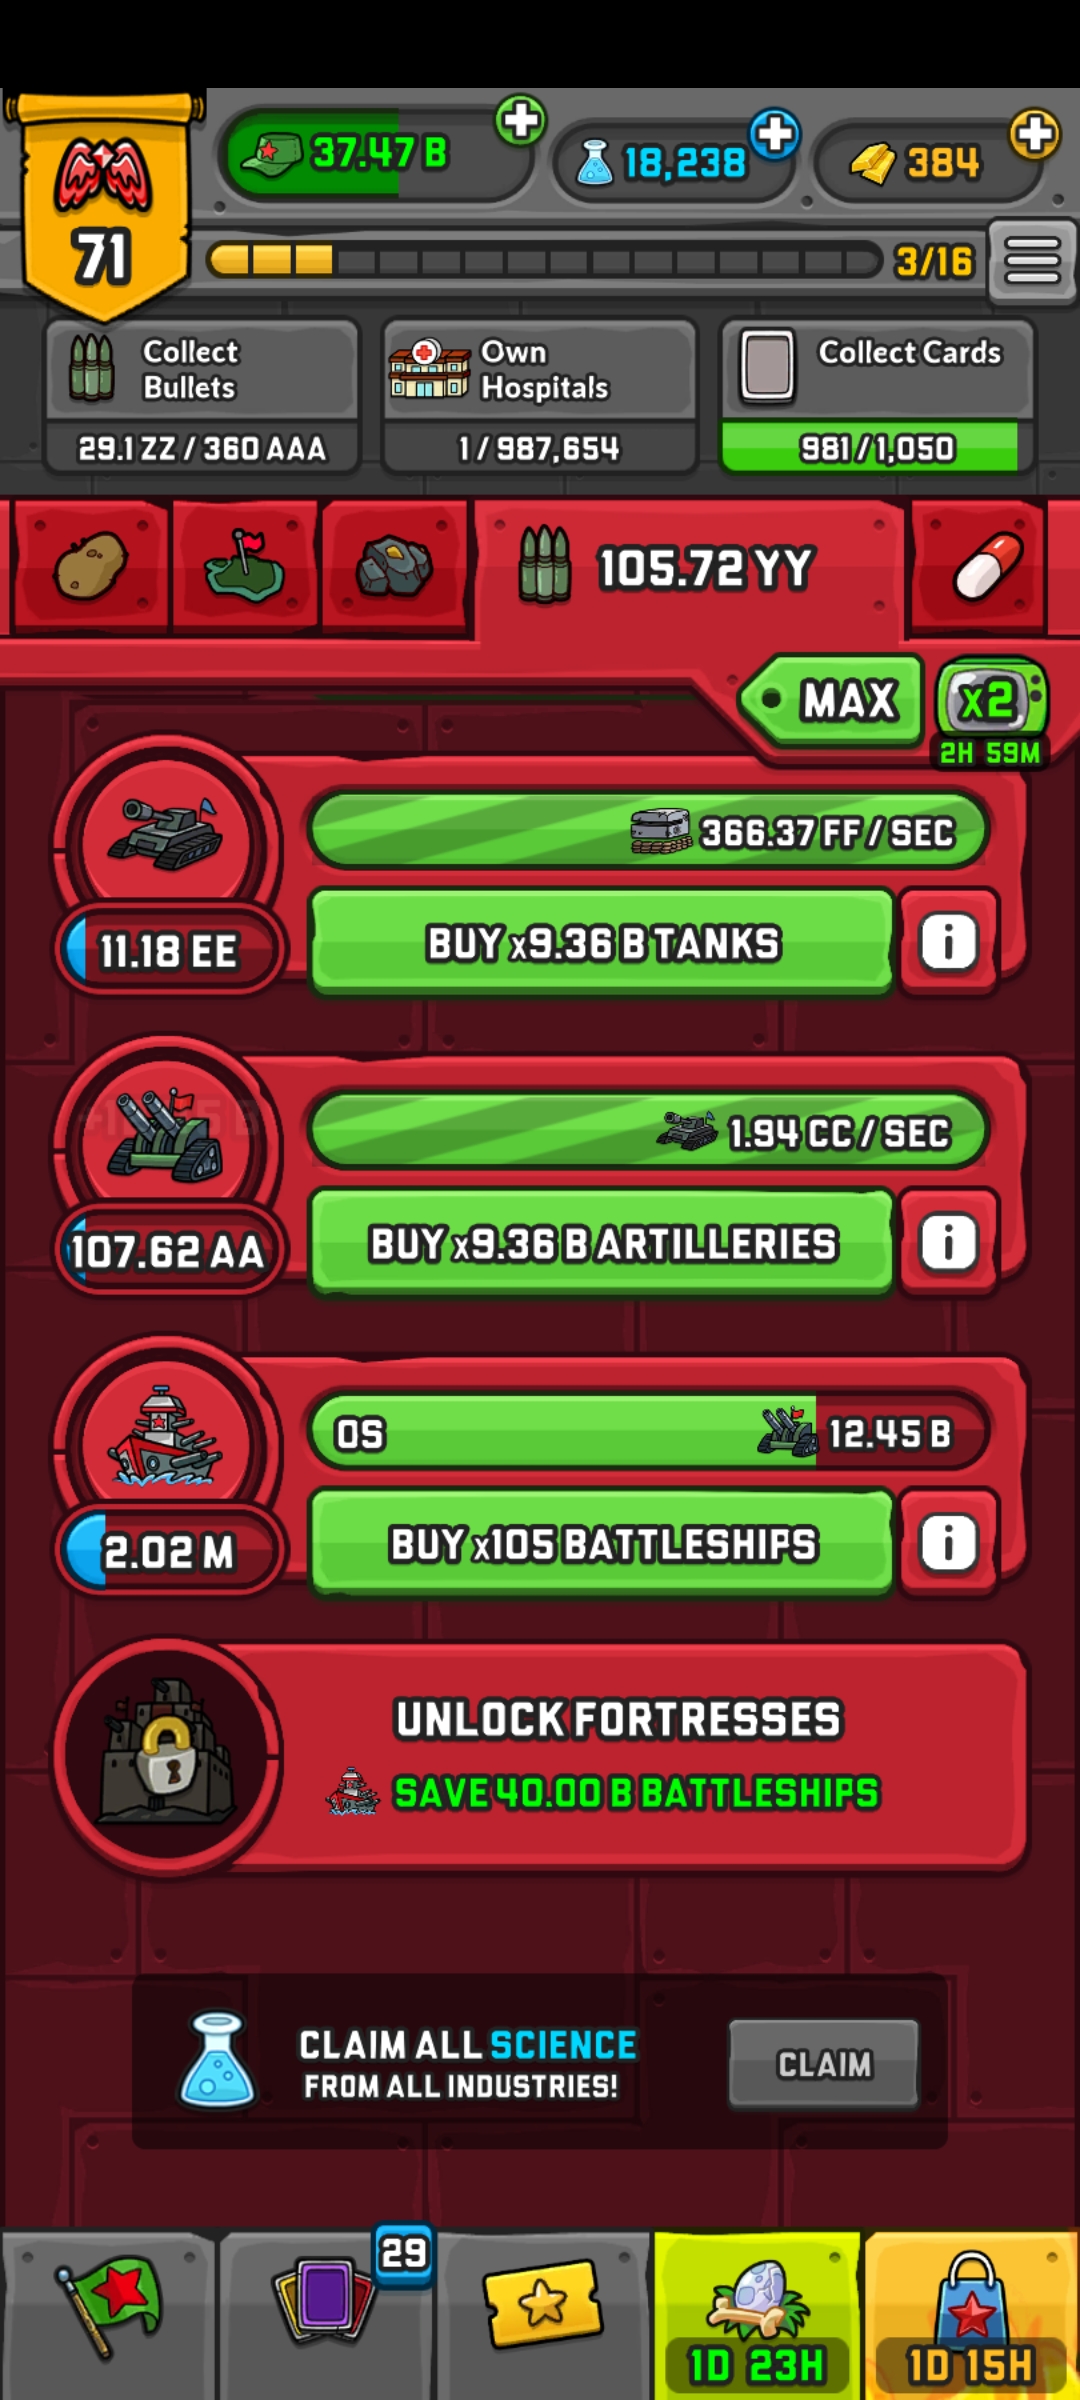 37.47 B
18,238
384
71
3/16
Collect
Bullets
29.1 ZZ / 360 AAA
Own
Hospitals
1 / 987,654
Collect Cards
981 / 1,050
105.72 YY
MAX
x2
2H 59M
366.37 FF / SEC
11.18 EE
BUY x9.36 B TANKS
i
1.94 CC / SEC
107.62 AA
BUY x9.36 B ARTILLERIES
i
0S
12.45 B
2.02 M
BUY x105 BATTLESHIPS
i
UNLOCK FORTRESSES
SAVE 40.00 B BATTLESHIPS
CLAIM ALL SCIENCE
FROM ALL INDUSTRIES!
CLAIM
29
1D 23H
1D 15H